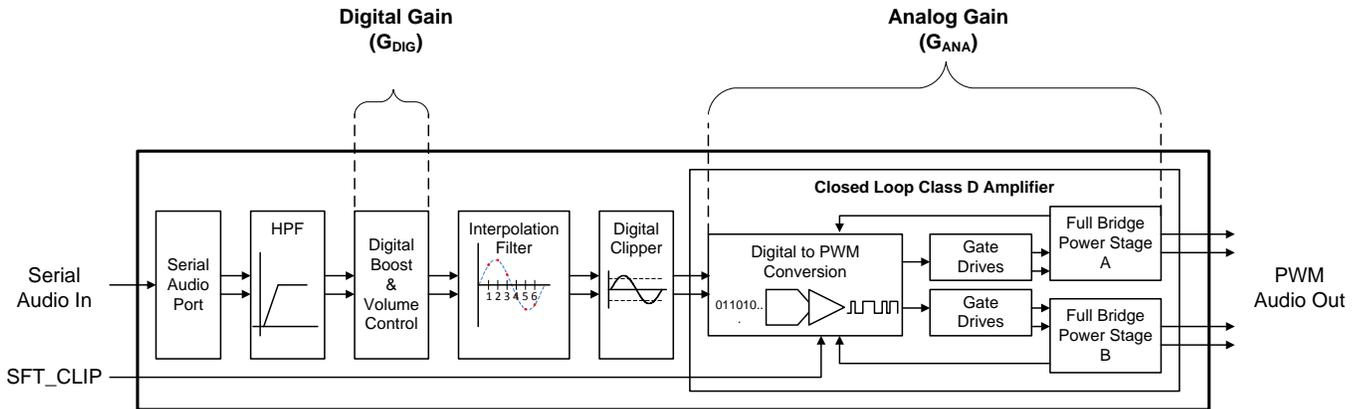 Digital Gain
(GDIG)
Analog Gain
(GANA)
Closed Loop Class D Amplifier
Serial
Audio In
Serial
Audio
Port
HPF
Digital
Boost
&
Volume
Control
Interpolation
Filter
1 2 3 4 5 6
Digital
Clipper
Digital to PWM
Conversion
011010..
.
Gate
Drives
Gate
Drives
Full Bridge
Power Stage
A
Full Bridge
Power Stage
B
PWM
Audio Out
SFT_CLIP